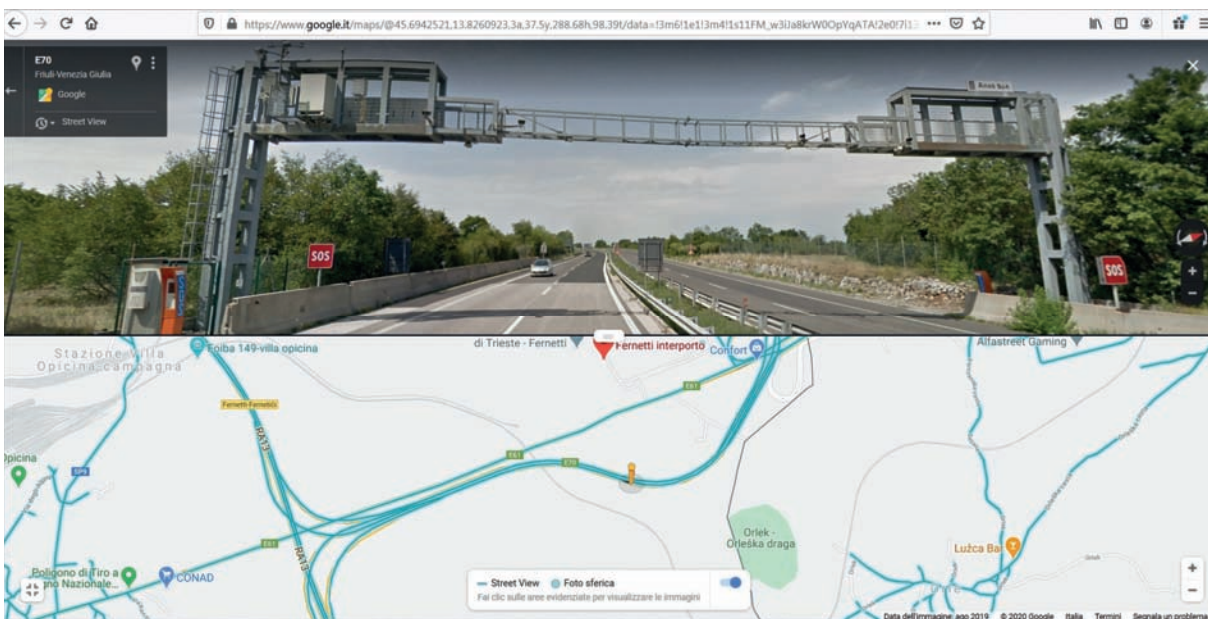 https://www.google.it/maps/@45.6942521,13.8260923,3a,37.5y,288.68h,98.39t/data=!3m6!1e1!3m4!1s11FM_w3iJa8krW0OpYqATA!2e0!7i13
E70
Friuli-Venezia Giulia
Google
Street View
SOS
SOS
Stazione Villa
Opicina campagna
Foiba 149-villa opicina
di Trieste - Fernetti
Fernetti interporto
Confort
Alfastreet Gaming
E61
Fernetti-Fernetiči
RA13
Opicina
SP9
E61
E70
Orlek -
Orleška draga
E61
RA13
Lužca Bar
Poligono di Tiro a
gno Nazionale...
CONAD
Street View
Foto sferica
Fai clic sulle aree evidenziate per visualizzare le immagini
Data dell'immagine: ago 2019 © 2020 Google Italia Termini Segnala un problema